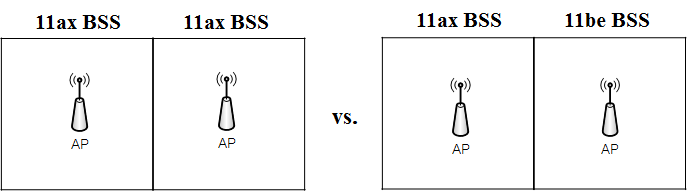 11ax BSS 11ax BSS 11ax BSS 11be BSS
vs.
AP AP AP AP